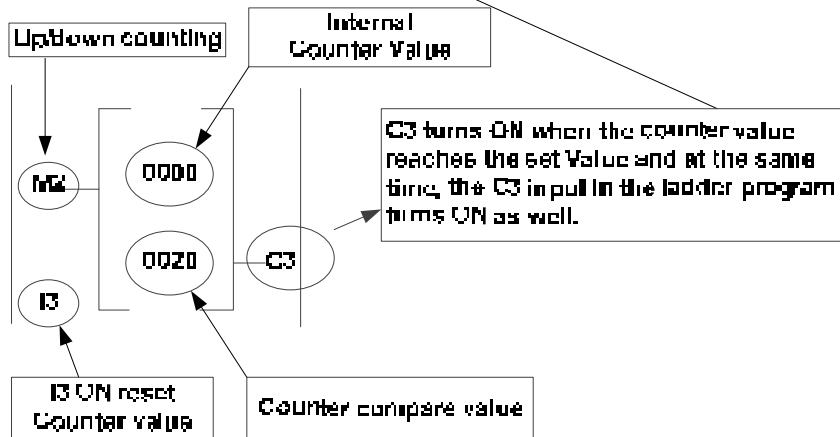 Up/down counting
Internal
Counter Value
0000
0020
C3
I3
C3 turns ON when the counter value
reaches the set Value and at the same
time, the C3 input in the ladder program
turns ON as well.
I3 ON reset
Counter value
Counter compare value